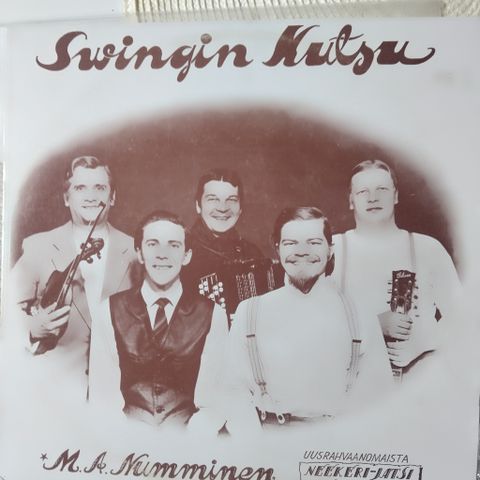 Swingin Kutsu
*M.A. Numminen
UUSRAHVAANOMAISTA
NEEKERI-JATSI